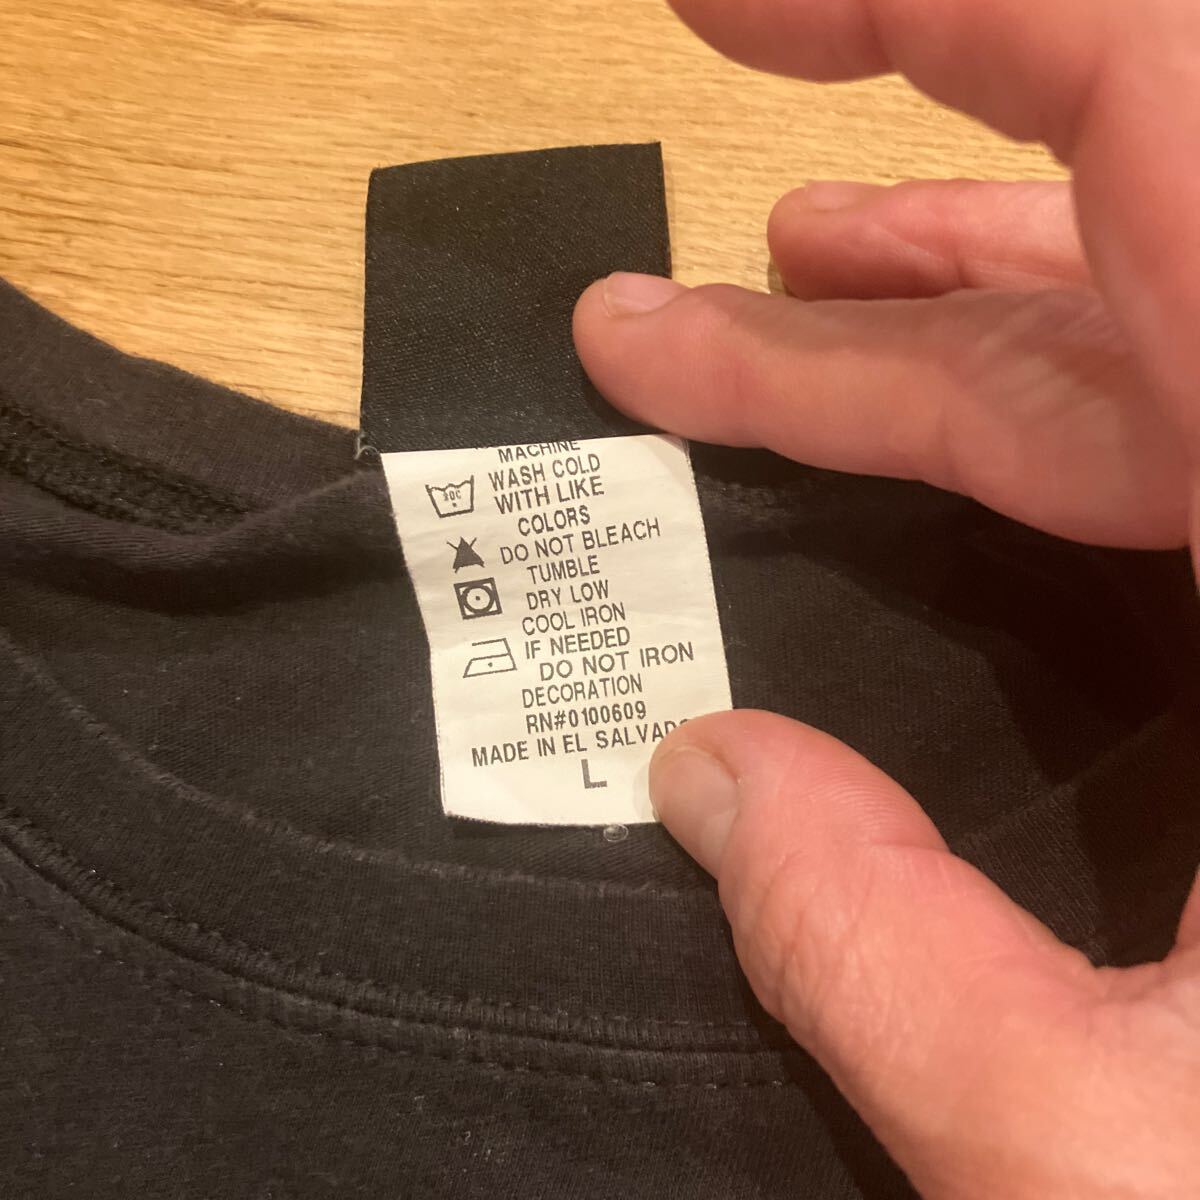 MACHINE
WASH COLD
30C
WITH LIKE
COLORS
DO NOT BLEACH
TUMBLE
DRY LOW
COOL IRON
IF NEEDED
DO NOT IRON
DECORATION
RN#0100609
MADE IN EL SALVADO
L